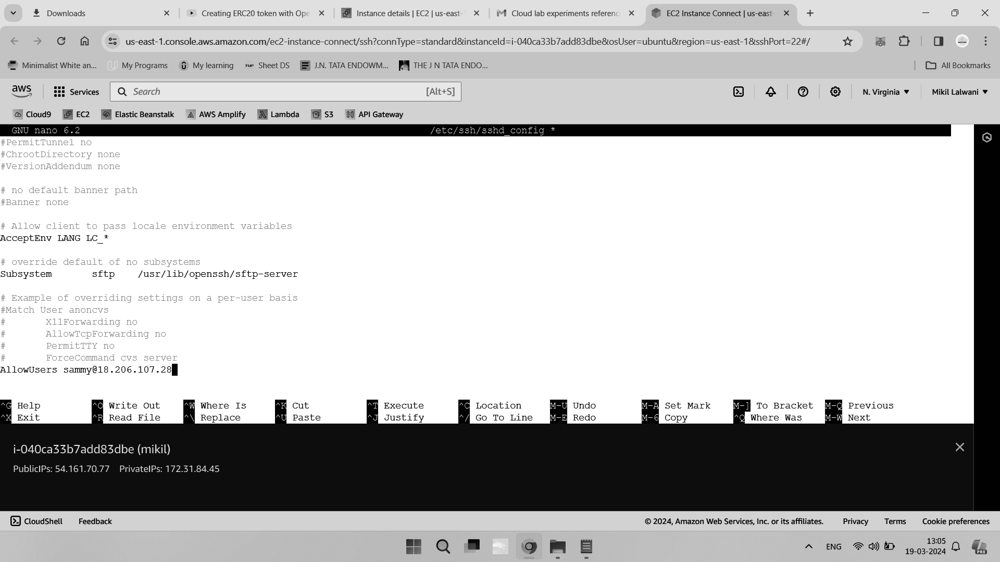 Downloads
Creating ERC20 token with Ope
Instance details | EC2 | us-east-1
Cloud lab experiments reference
EC2 Instance Connect | us-east-
us-east-1.console.aws.amazon.com/ec2-instance-connect/ssh?connType=standard&instanceId=i-040ca33b7add83dbe&osUser=ubuntu&region=us-east-1&sshPort=22#/
Minimalist White an...
My Programs
My learning
TUF Sheet DS
J.N. TATA ENDOWM...
THE J N TATA ENDO...
All Bookmarks
aws
Services
Search [Alt+S]
N. Virginia
Mikil Lalwani
Cloud9
EC2
Elastic Beanstalk
AWS Amplify
Lambda
S3
API Gateway
GNU nano 6.2 /etc/ssh/sshd_config *
#PermitTunnel no
#ChrootDirectory none
#VersionAddendum none
# no default banner path
#Banner none
# Allow client to pass locale environment variables
AcceptEnv LANG LC_*
# override default of no subsystems
Subsystem sftp /usr/lib/openssh/sftp-server
# Example of overriding settings on a per-user basis
#Match User anoncvs
# X11Forwarding no
# AllowTcpForwarding no
# PermitTTY no
# ForceCommand cvs server
AllowUsers sammy@18.206.107.28
^G Help ^O Write Out ^W Where Is ^K Cut ^T Execute ^C Location M-U Undo M-A Set Mark M-] To Bracket M-Q Previous
^X Exit ^R Read File ^\ Replace ^U Paste ^J Justify ^/ Go To Line M-E Redo M-6 Copy ^Q Where Was M-W Next
i-040ca33b7add83dbe (mikil)
PublicIPs: 54.161.70.77 PrivateIPs: 172.31.84.45
CloudShell
Feedback
© 2024, Amazon Web Services, Inc. or its affiliates.
Privacy
Terms
Cookie preferences
ENG
13:05
19-03-2024
PRE